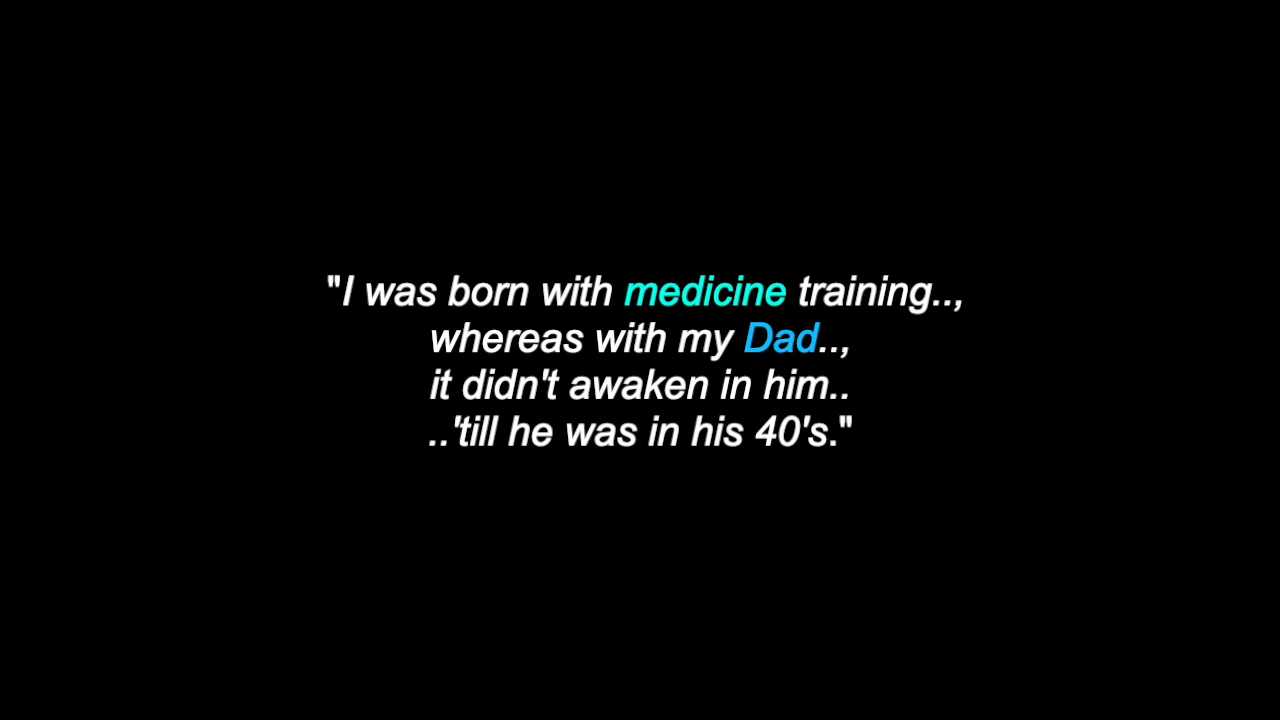 "I was born with medicine training..,
whereas with my Dad..,
it didn't awaken in him..
..'till he was in his 40's."